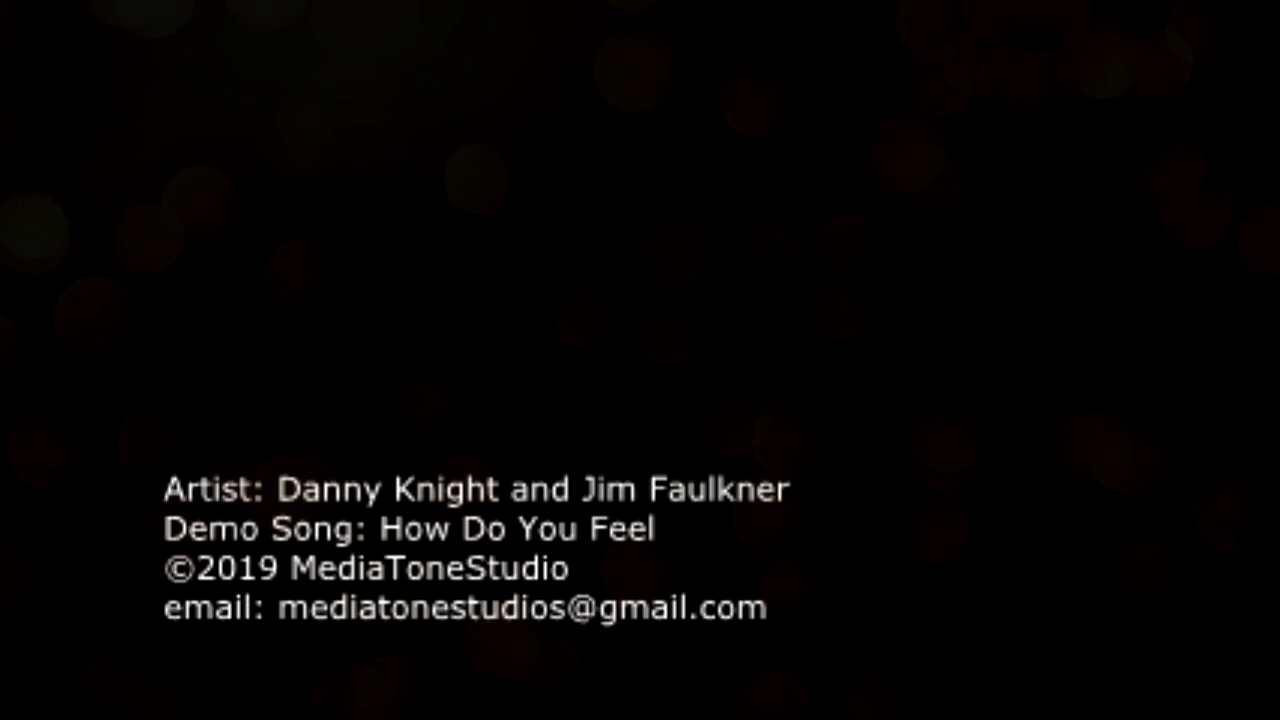 Artist: Danny Knight and Jim Faulkner
Demo Song: How Do You Feel
©2019 MediaToneStudio
email: mediatonestudios@gmail.com